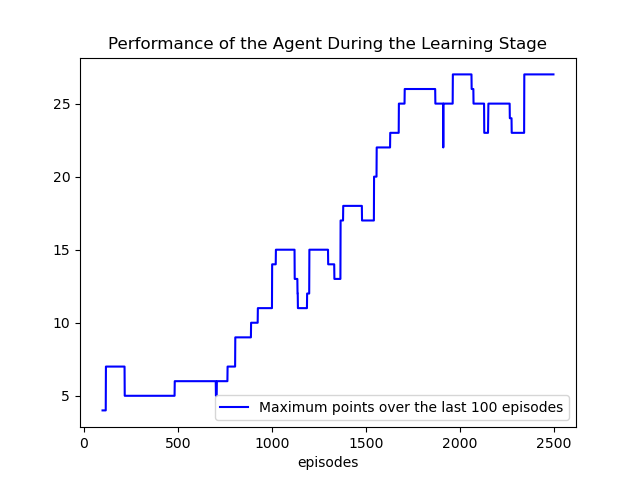 Performance of the Agent During the Learning Stage
25
20
15
10
5
Maximum points over the last 100 episodes
0 500 1000 1500 2000 2500
episodes